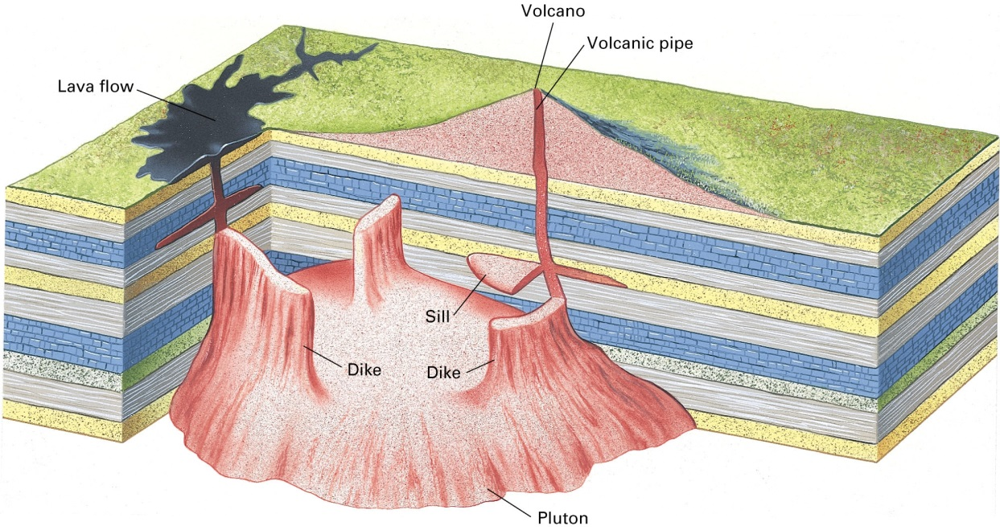 Volcano
Volcanic pipe
Lava flow
Sill
Dike
Dike
Pluton